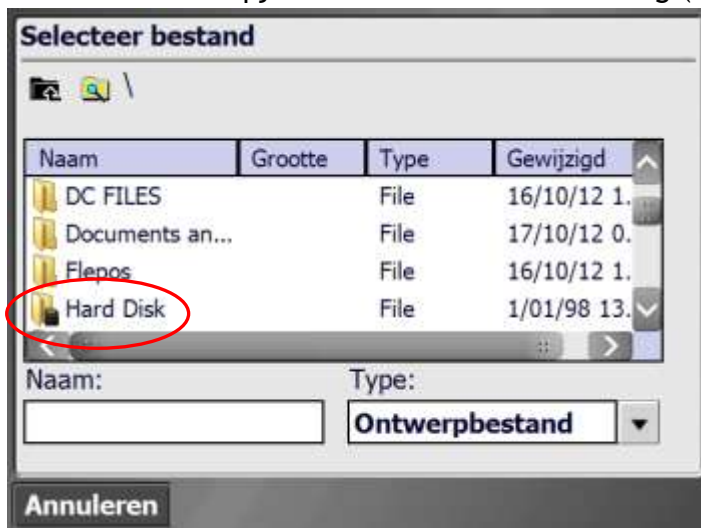 Selecteer bestand
\
Naam Grootte Type Gewijzigd
DC FILES File 16/10/12 1.
Documents an... File 17/10/12 0.
Flepos File 16/10/12 1.
Hard Disk File 1/01/98 13.
Naam: Type:
Ontwerpbestand
Annuleren